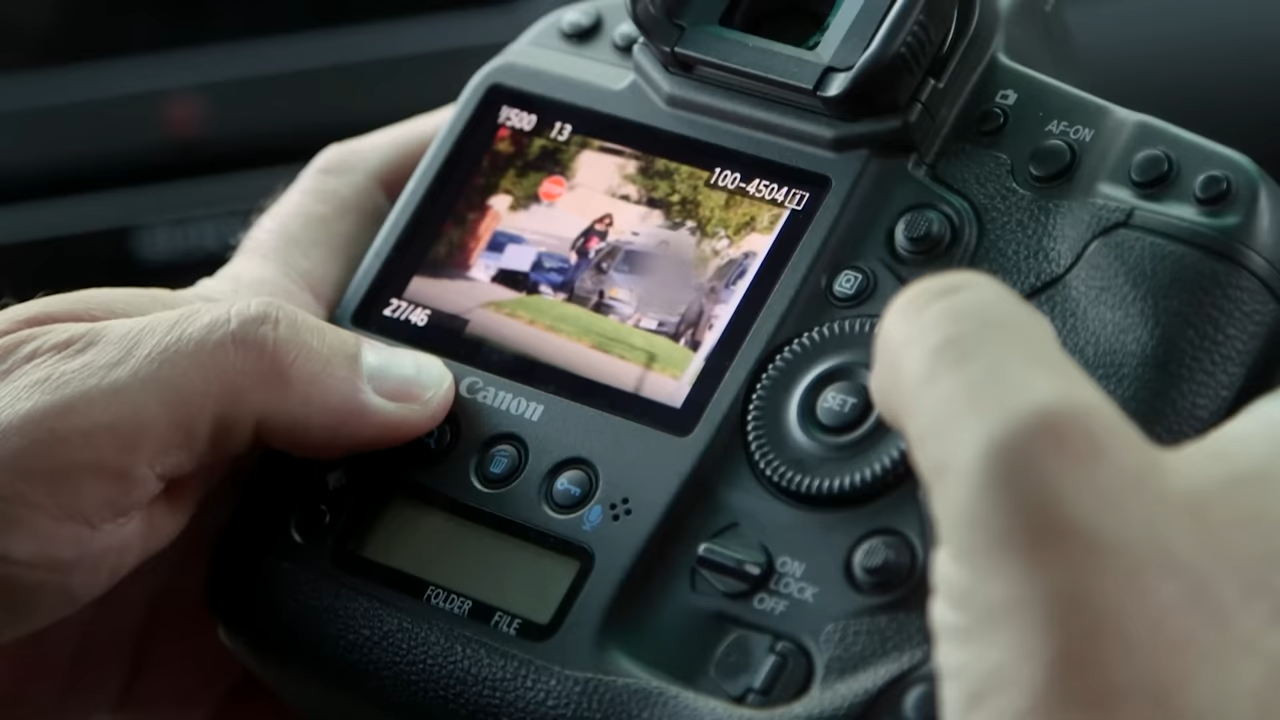 1/500 13
100-4504
27/46
Canon
AF-ON
Q
SET
ON
LOCK
OFF
FOLDER FILE